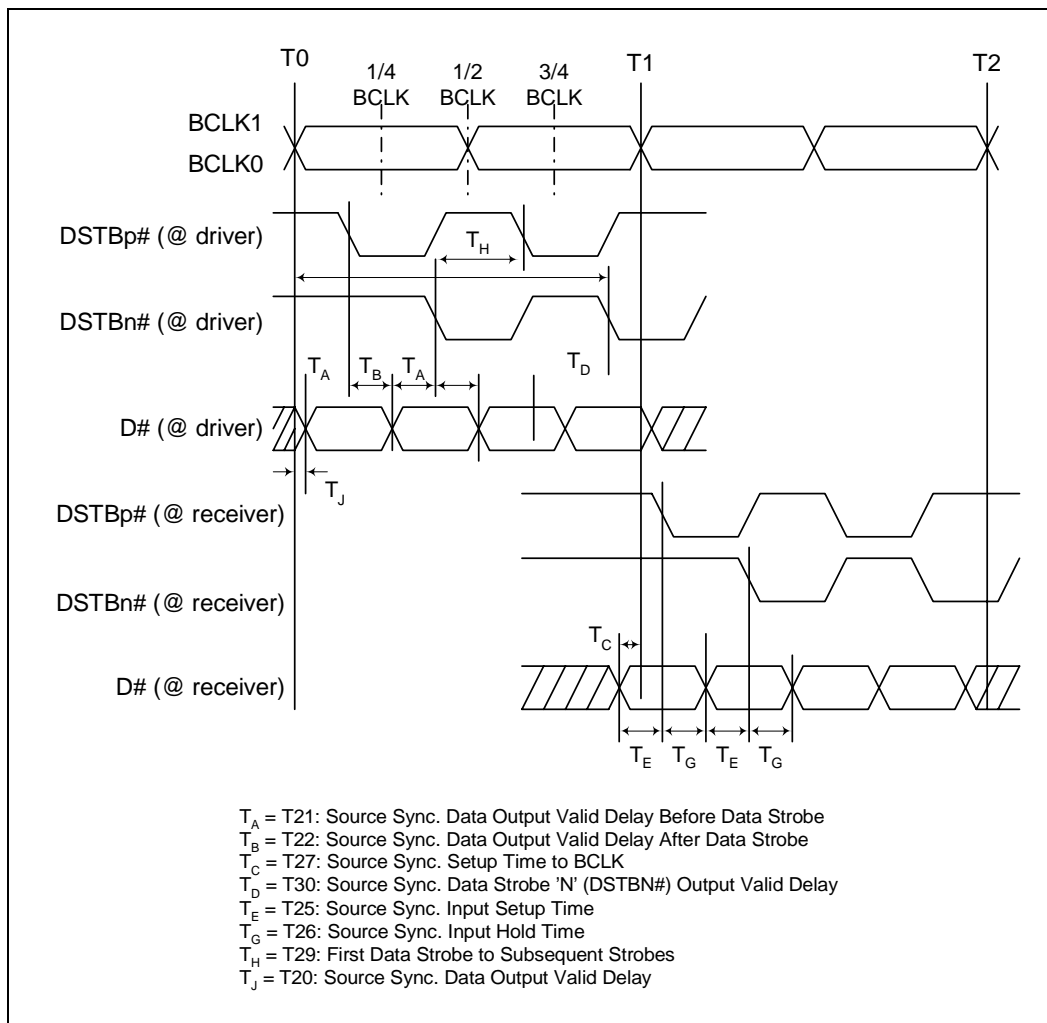 T0
T1
T2
1/4
BCLK
1/2
BCLK
3/4
BCLK
BCLK1
BCLK0
DSTBp# (@ driver)
TH
DSTBn# (@ driver)
TA
TB
TA
TD
D# (@ driver)
TJ
DSTBp# (@ receiver)
DSTBn# (@ receiver)
TC
D# (@ receiver)
TE
TG
TE
TG
TA = T21: Source Sync. Data Output Valid Delay Before Data Strobe
TB = T22: Source Sync. Data Output Valid Delay After Data Strobe
TC = T27: Source Sync. Setup Time to BCLK
TD = T30: Source Sync. Data Strobe 'N' (DSTBN#) Output Valid Delay
TE = T25: Source Sync. Input Setup Time
TG = T26: Source Sync. Input Hold Time
TH = T29: First Data Strobe to Subsequent Strobes
TJ = T20: Source Sync. Data Output Valid Delay